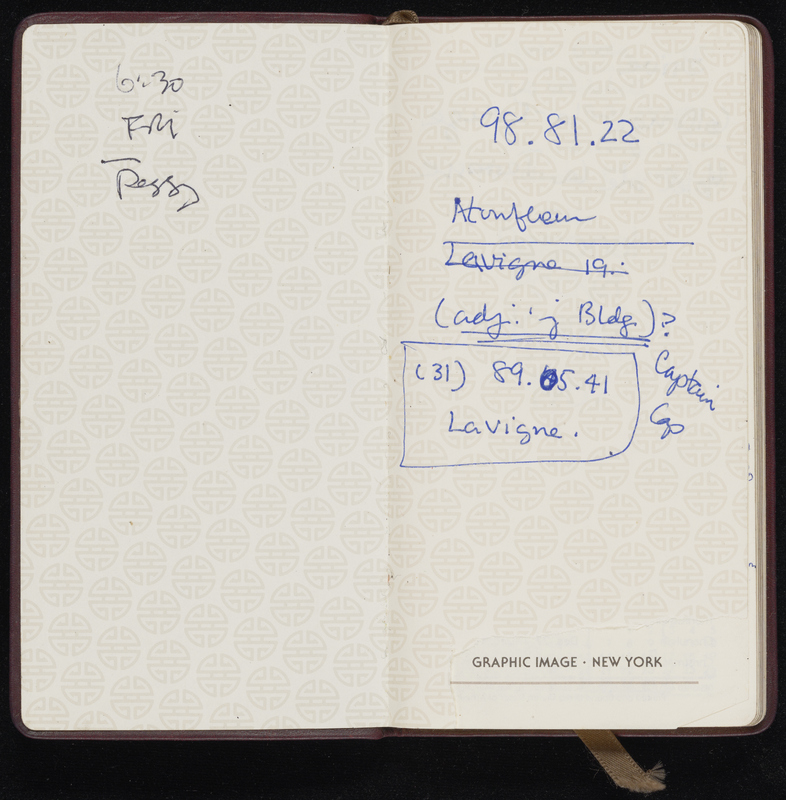 6:30
FRI
Peggy
98.81.22
Lavigne 19
(adj. Bldg.)?
(31) 89.65.41
Lavigne.
Captain
GRAPHIC IMAGE · NEW YORK